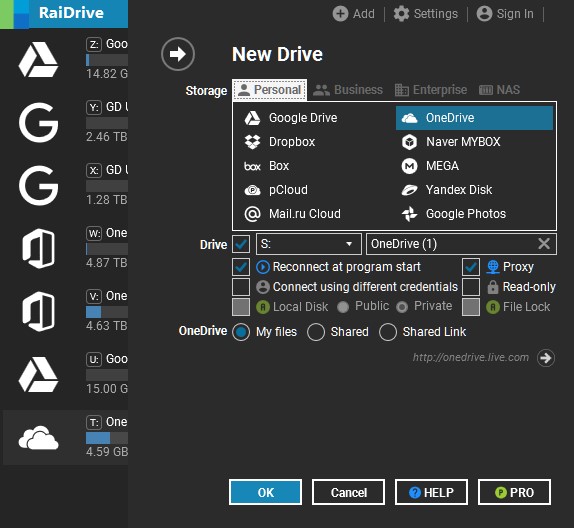 RaiDrive
Add Settings Sign In
Z: Goo
14.82 G
Y: GD U
2.46 TB
X: GD U
1.28 TB
W: One
4.87 TB
V: One
4.63 TB
U: Goo
15.00 G
T: One
4.59 GB
New Drive
Storage Personal Business Enterprise NAS
Google Drive OneDrive
Dropbox Naver MYBOX
box Box MEGA
pCloud Yandex Disk
Mail.ru Cloud Google Photos
Drive S: OneDrive (1)
Reconnect at program start Proxy
Connect using different credentials Read-only
Local Disk Public Private File Lock
OneDrive My files Shared Shared Link
http://onedrive.live.com
OK Cancel ? HELP P PRO